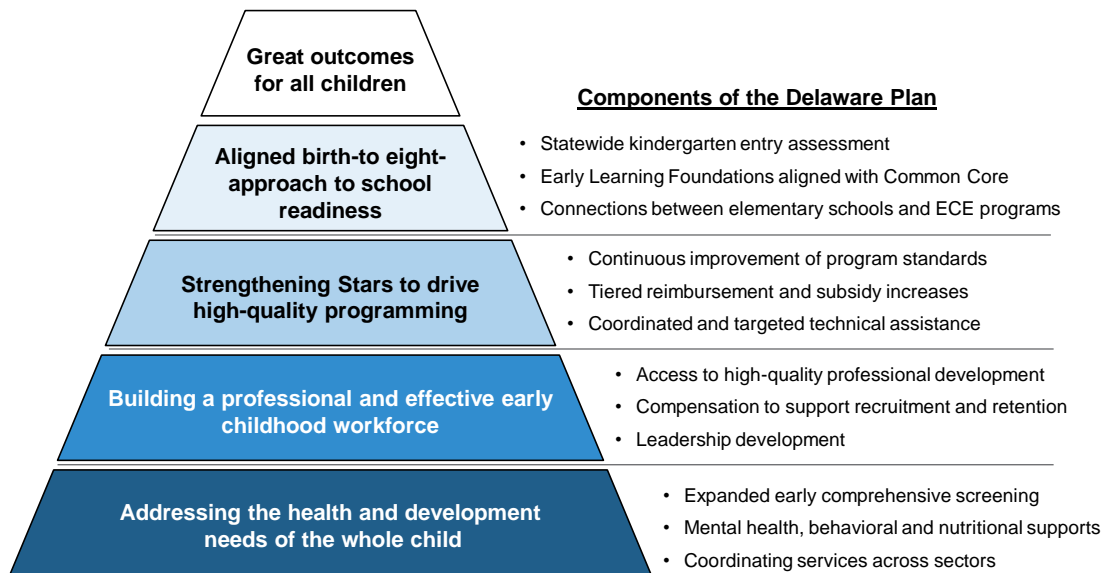 Great outcomes
for all children
Components of the Delaware Plan
Aligned birth-to eight-
approach to school
readiness
• Statewide kindergarten entry assessment
• Early Learning Foundations aligned with Common Core
• Connections between elementary schools and ECE programs
Strengthening Stars to drive
high-quality programming
• Continuous improvement of program standards
• Tiered reimbursement and subsidy increases
• Coordinated and targeted technical assistance
Building a professional and effective early
childhood workforce
• Access to high-quality professional development
• Compensation to support recruitment and retention
• Leadership development
Addressing the health and development
needs of the whole child
• Expanded early comprehensive screening
• Mental health, behavioral and nutritional supports
• Coordinating services across sectors